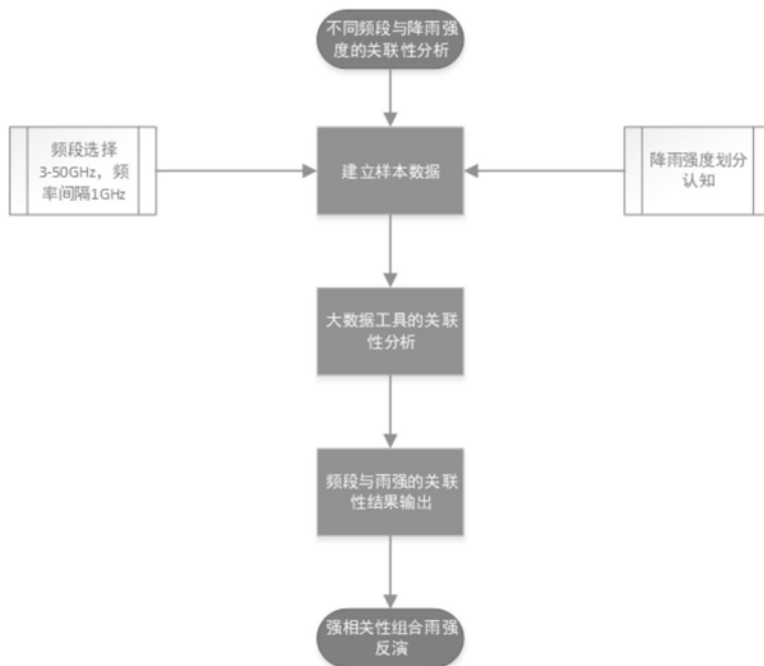 不同频段与降雨强
度的关联性分析
频段选择
3-50GHz，频
率间隔1GHz
建立样本数据
降雨强度划分
认知
大数据工具的关联
性分析
频段与雨强的关联
性结果输出
强相关性组合雨强
反演